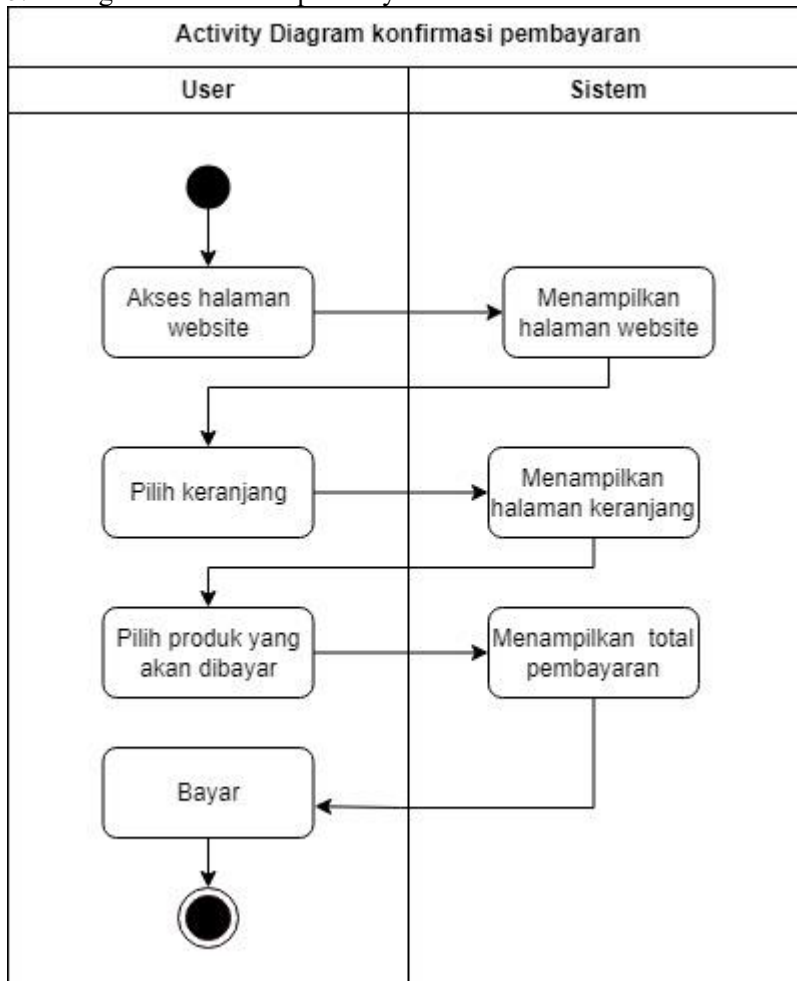 Activity Diagram konfirmasi pembayaran
User
Sistem
Akses halaman
website
Menampilkan
halaman website
Pilih keranjang
Menampilkan
halaman keranjang
Pilih produk yang
akan dibayar
Menampilkan total
pembayaran
Bayar